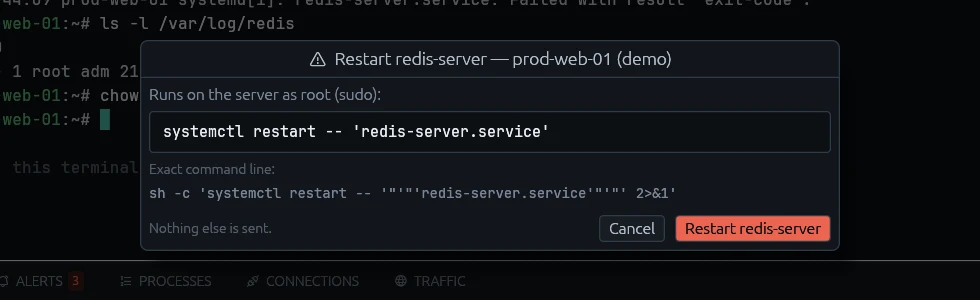 prod-web-01 systemd[1]: redis-server.service: Failed with result 'exit-code'.
web-01:~# ls -l /var/log/redis
1 root adm 21
web-01:~# chow
web-01:~#
this terminal
Restart redis-server — prod-web-01 (demo)
Runs on the server as root (sudo):
systemctl restart -- 'redis-server.service'
Exact command line:
sh -c 'systemctl restart -- '"'"'redis-server.service'"'"' 2>&1'
Nothing else is sent.
Cancel
Restart redis-server
ALERTS 3 PROCESSES CONNECTIONS TRAFFIC